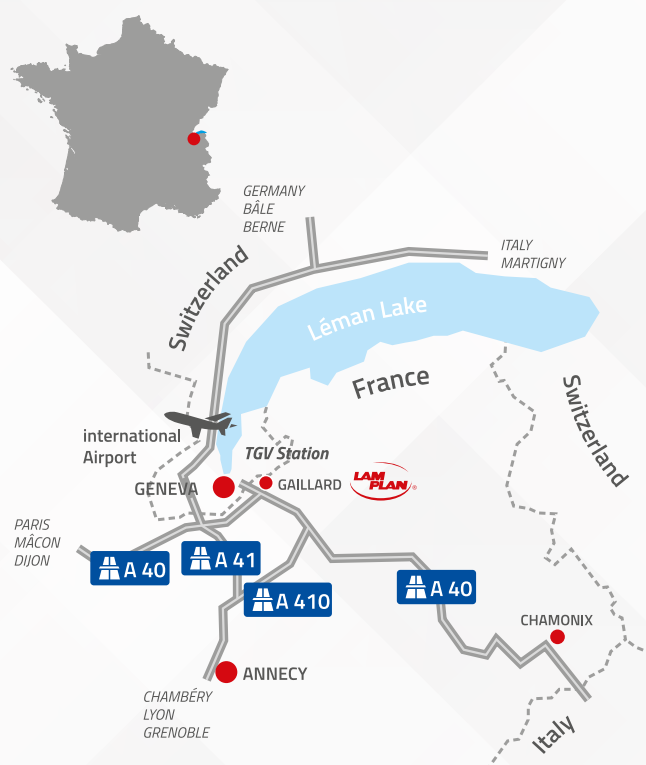 GERMANY
BÂLE
BERNE
ITALY
MARTIGNY
Switzerland
Léman Lake
France
Switzerland
international
Airport
TGV Station
GENEVA
GAILLARD
LAM
PLAN
®
PARIS
MÂCON
DIJON
A 40
A 41
A 410
A 40
CHAMONIX
ANNECY
CHAMBÉRY
LYON
GRENOBLE
Italy